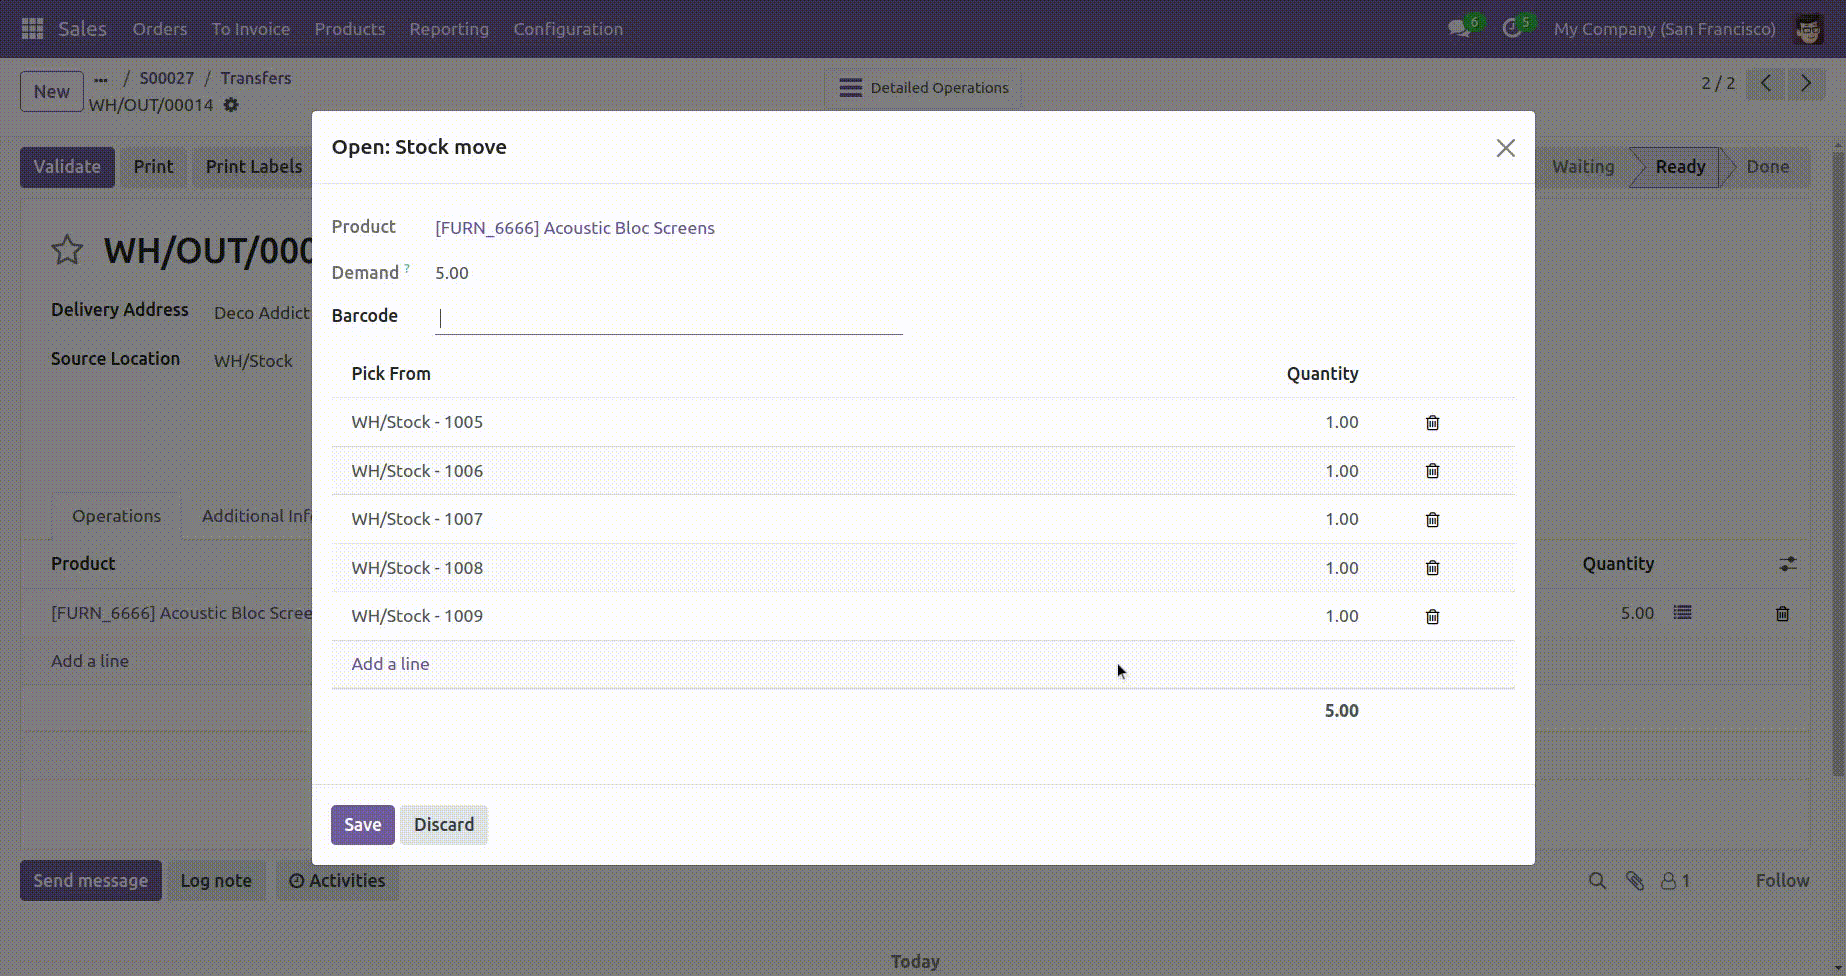 Sales Orders To Invoice Products Reporting Configuration 6 5 My Company (San Francisco)
New ... / S00027 / Transfers
WH/OUT/00014
Detailed Operations
2 / 2
Validate Print Print Labels
Waiting Ready Done
WH/OUT/000
Delivery Address Deco Addict
Source Location WH/Stock
Operations Additional Inf
Product Quantity
[FURN_6666] Acoustic Bloc Scree 5.00
Add a line
Open: Stock move
Product [FURN_6666] Acoustic Bloc Screens
Demand ? 5.00
Barcode
Pick From Quantity
WH/Stock - 1005 1.00
WH/Stock - 1006 1.00
WH/Stock - 1007 1.00
WH/Stock - 1008 1.00
WH/Stock - 1009 1.00
Add a line
5.00
Save Discard
Send message Log note Activities
1 Follow
Today